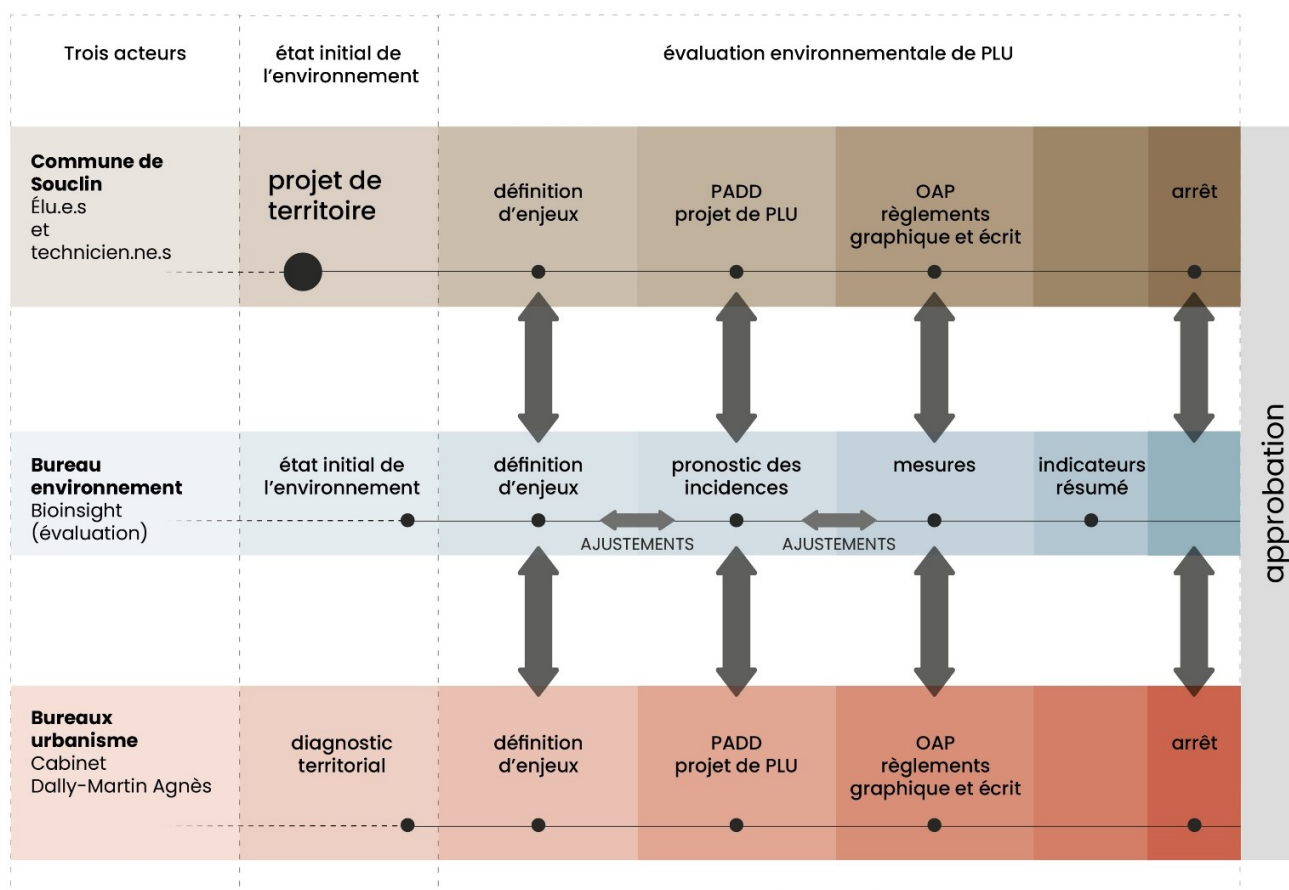 Trois acteurs
état initial de
l'environnement
évaluation environnementale de PLU
Commune de
Souclin
Élu.e.s
et
technicien.ne.s
projet de
territoire
définition
d'enjeux
PADD
projet de PLU
OAP
règlements
graphique et écrit
arrêt
Bureau
environnement
Bioinsight
(évaluation)
état initial de
l'environnement
définition
d'enjeux
pronostic des
incidences
mesures
indicateurs
résumé
AJUSTEMENTS
AJUSTEMENTS
Bureaux
urbanisme
Cabinet
Dally-Martin Agnès
diagnostic
territorial
définition
d'enjeux
PADD
projet de PLU
OAP
règlements
graphique et écrit
arrêt
approbation